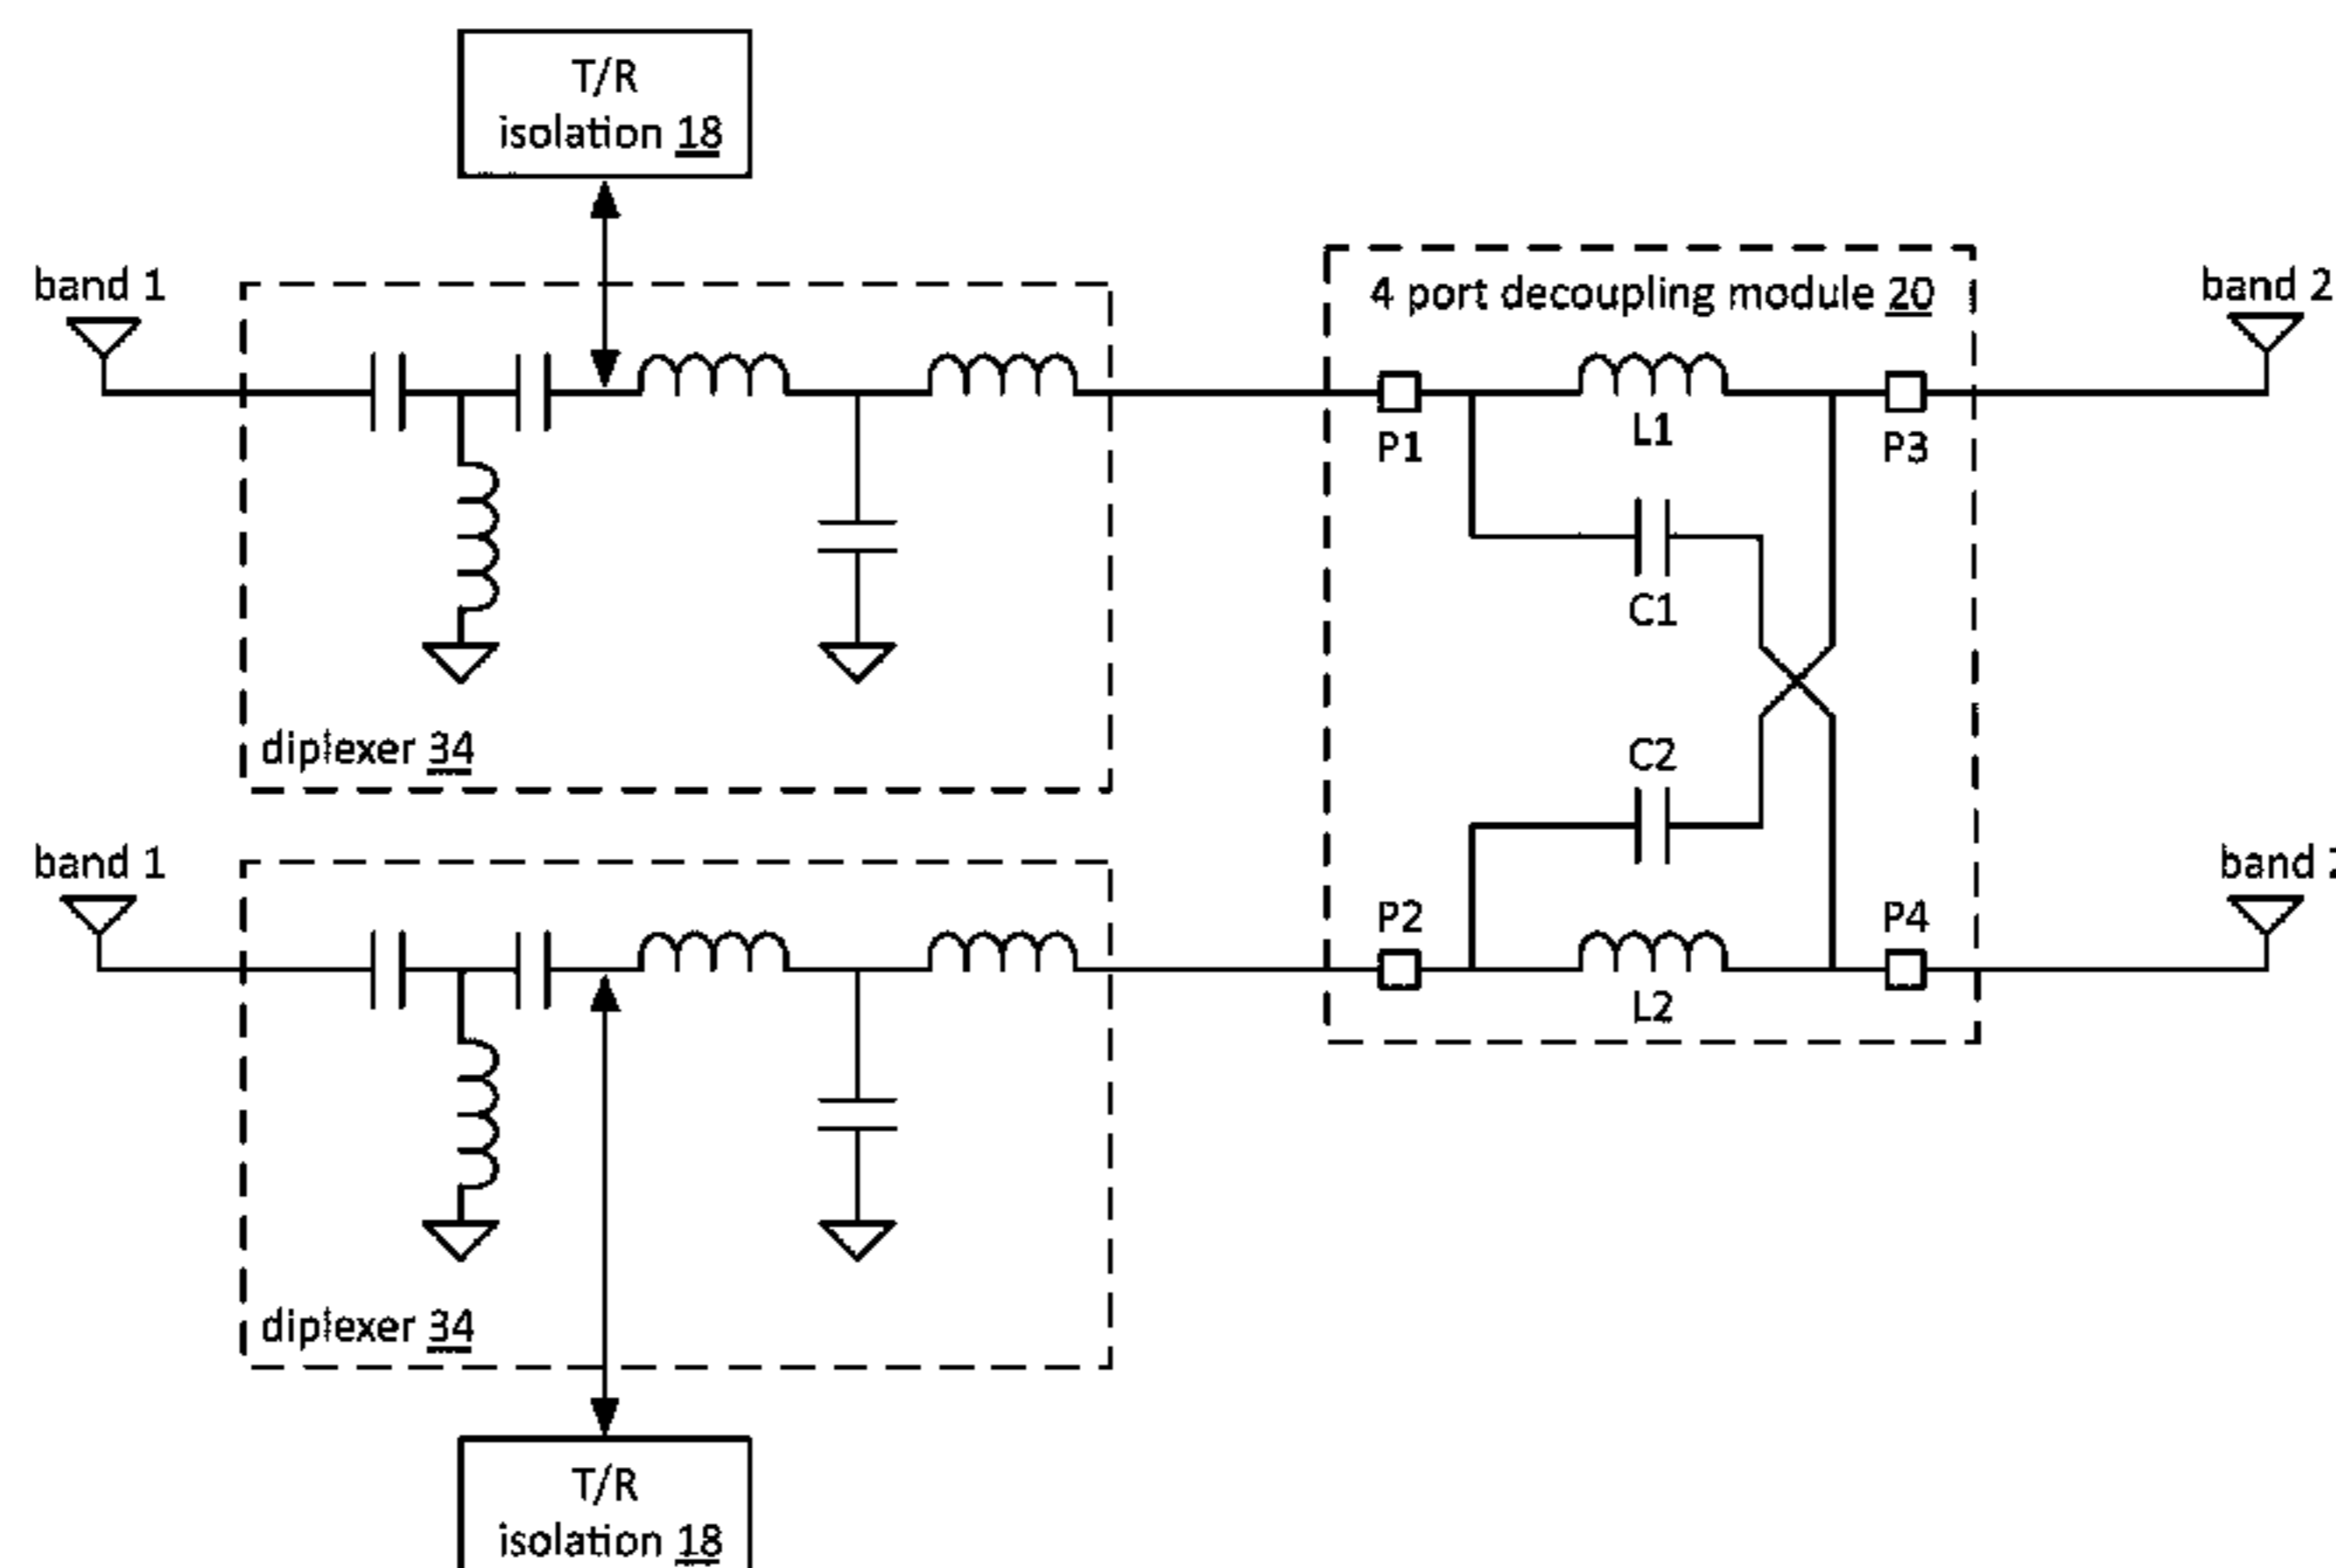 T/R
isolation 18
band 1
4 port decoupling module 20
band 2
L1
P1
P3
C1
diplexer 34
C2
band 1
band
P2
P4
L2
diplexer 34
T/R
isolation 18